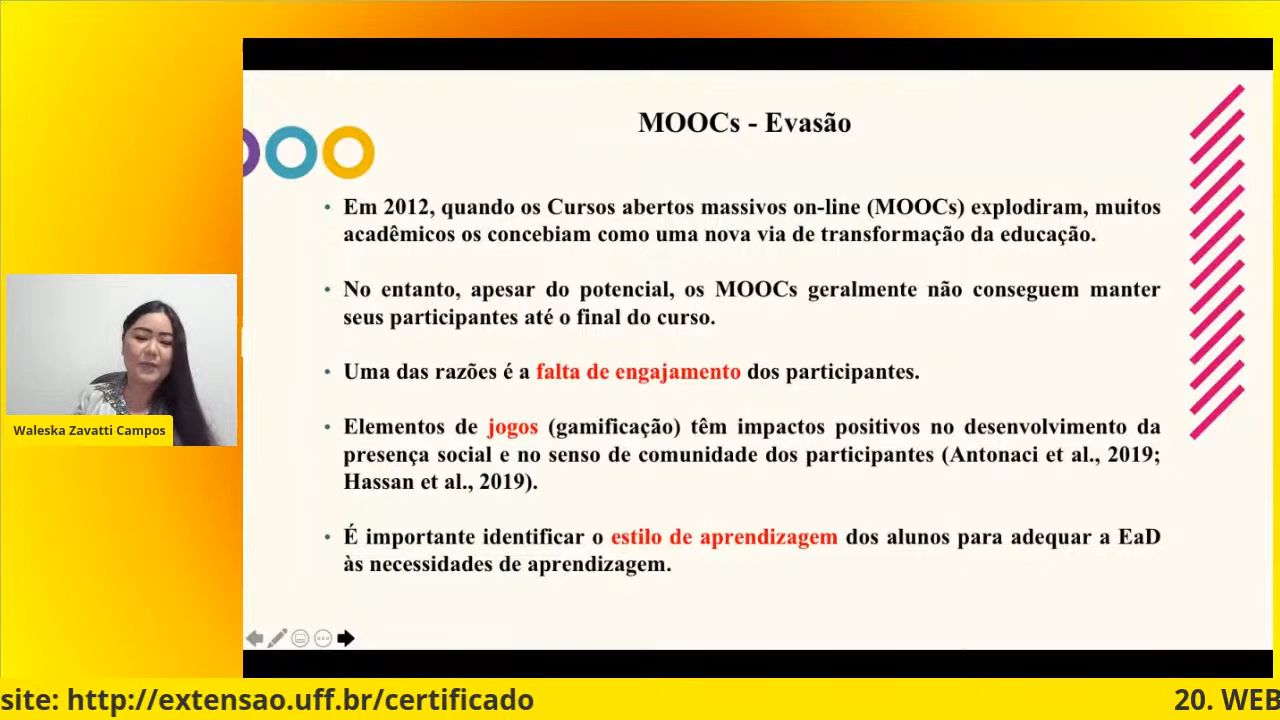 MOOCs - Evasão
• Em 2012, quando os Cursos abertos massivos on-line (MOOCs) explodiram, muitos
acadêmicos os concebiam como uma nova via de transformação da educação.
• No entanto, apesar do potencial, os MOOCs geralmente não conseguem manter
seus participantes até o final do curso.
• Uma das razões é a falta de engajamento dos participantes.
• Elementos de jogos (gamificação) têm impactos positivos no desenvolvimento da
presença social e no senso de comunidade dos participantes (Antonaci et al., 2019;
Hassan et al., 2019).
• É importante identificar o estilo de aprendizagem dos alunos para adequar a EaD
às necessidades de aprendizagem.
Waleska Zavatti Campos
site: http://extensao.uff.br/certificado
20. WEB